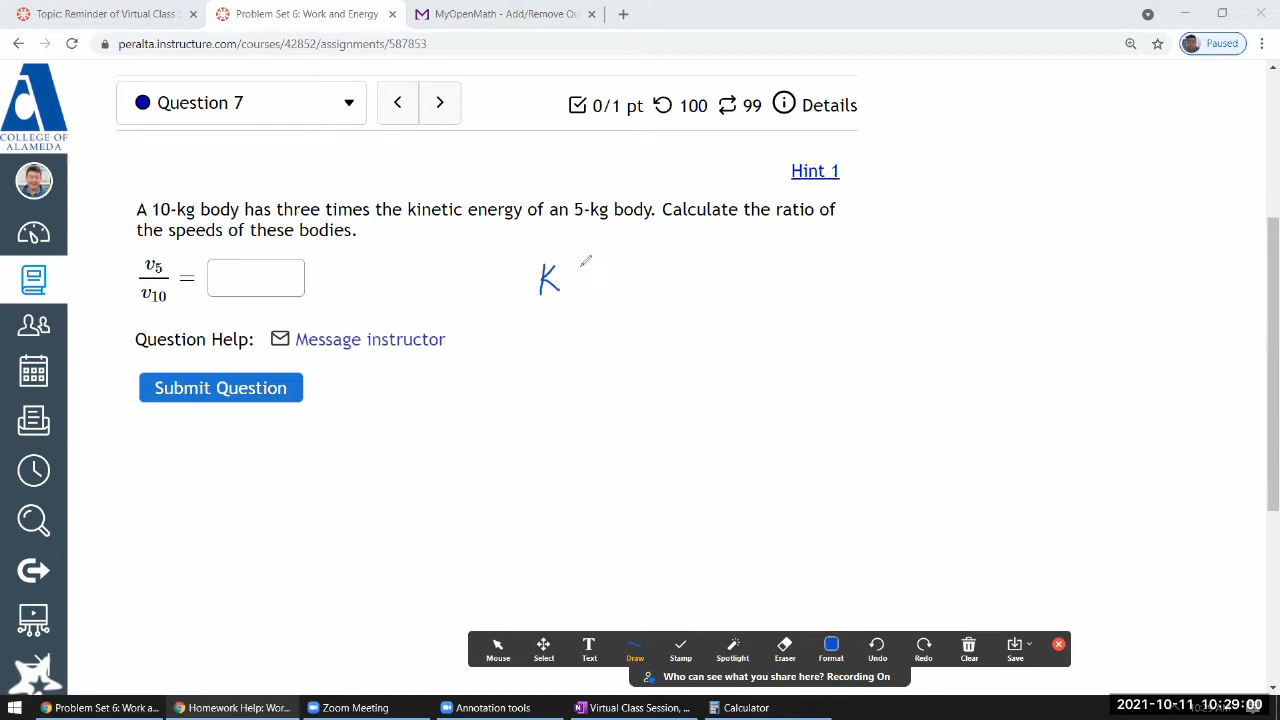 Topic: Reminder of Virtual Class S
Problem Set 6: Work and Energy
MyOpenMath - Add/Remove Qu
peralta.instructure.com/courses/42852/assignments/587853
Paused
COLLEGE OF
ALAMEDA
Question 7
0/1 pt
100
99
Details
Hint 1
A 10-kg body has three times the kinetic energy of an 5-kg body. Calculate the ratio of
the speeds of these bodies.
v5
v10
=
K
Question Help:
Message instructor
Submit Question
Mouse
Select
Text
Draw
Stamp
Spotlight
Eraser
Format
Undo
Redo
Clear
Save
Who can see what you share here? Recording On
Problem Set 6: Work a...
Homework Help: Wor...
Zoom Meeting
Annotation tools
Virtual Class Session, ...
Calculator
2021-10-11 10:29:00